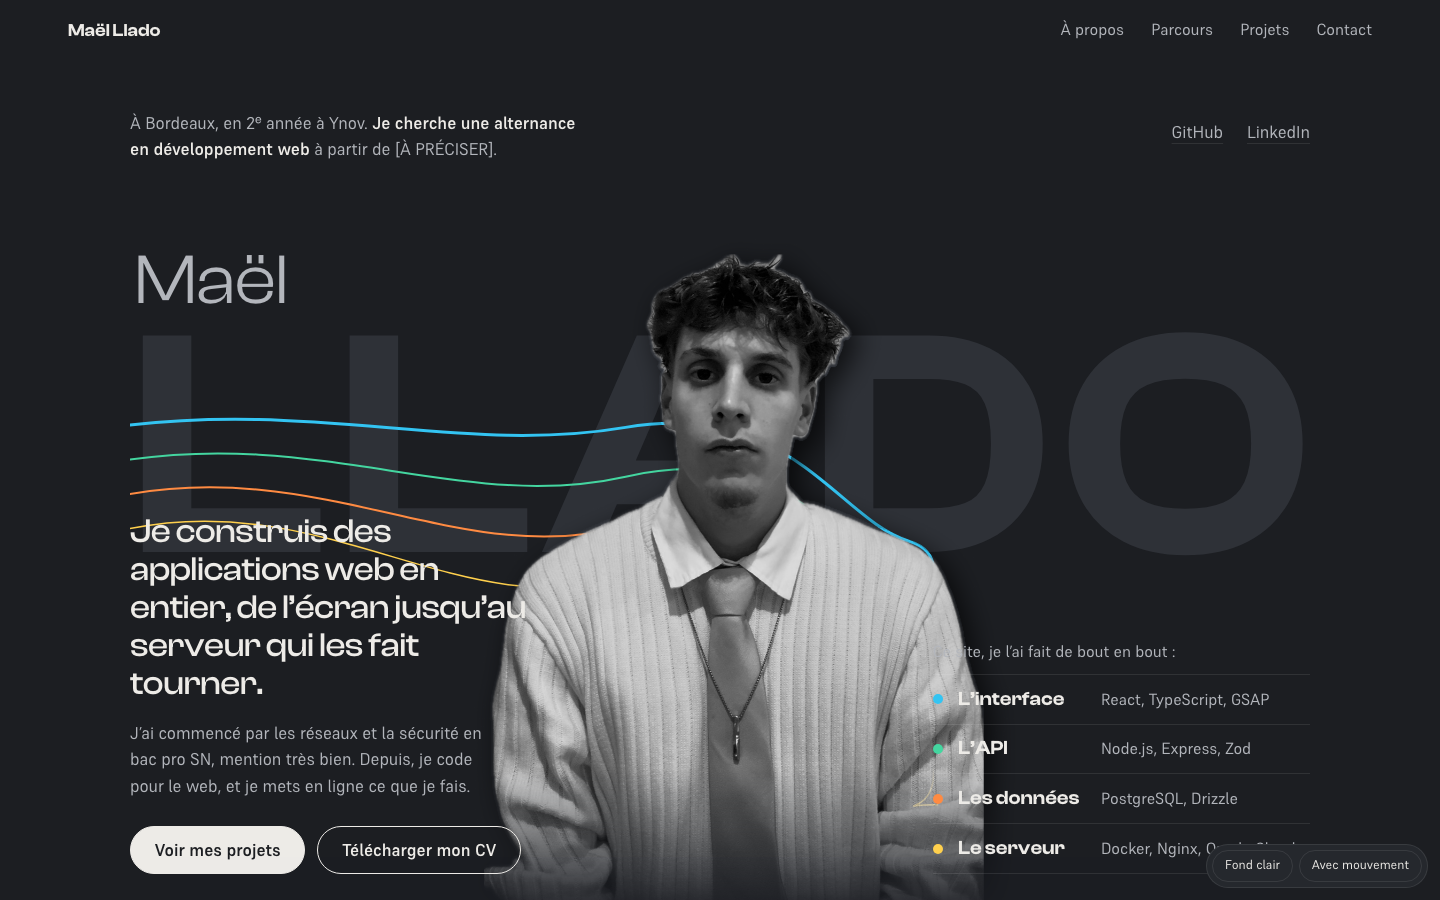 Maël Llado
À propos
Parcours
Projets
Contact
À Bordeaux, en 2ᵉ année à Ynov. Je cherche une alternance
en développement web à partir de [À PRÉCISER].
GitHub
LinkedIn
Maël
LLADO
Je construis des
applications web en
entier, de l’écran jusqu’au
serveur qui les fait
tourner.
J’ai commencé par les réseaux et la sécurité en
bac pro SN, mention très bien. Depuis, je code
pour le web, et je mets en ligne ce que je fais.
Voir mes projets
Télécharger mon CV
je l’ai fait de bout en bout :
L’interface
React, TypeScript, GSAP
L’API
Node.js, Express, Zod
Les données
PostgreSQL, Drizzle
Le serveur
Docker, Nginx,
Fond clair
Avec mouvement